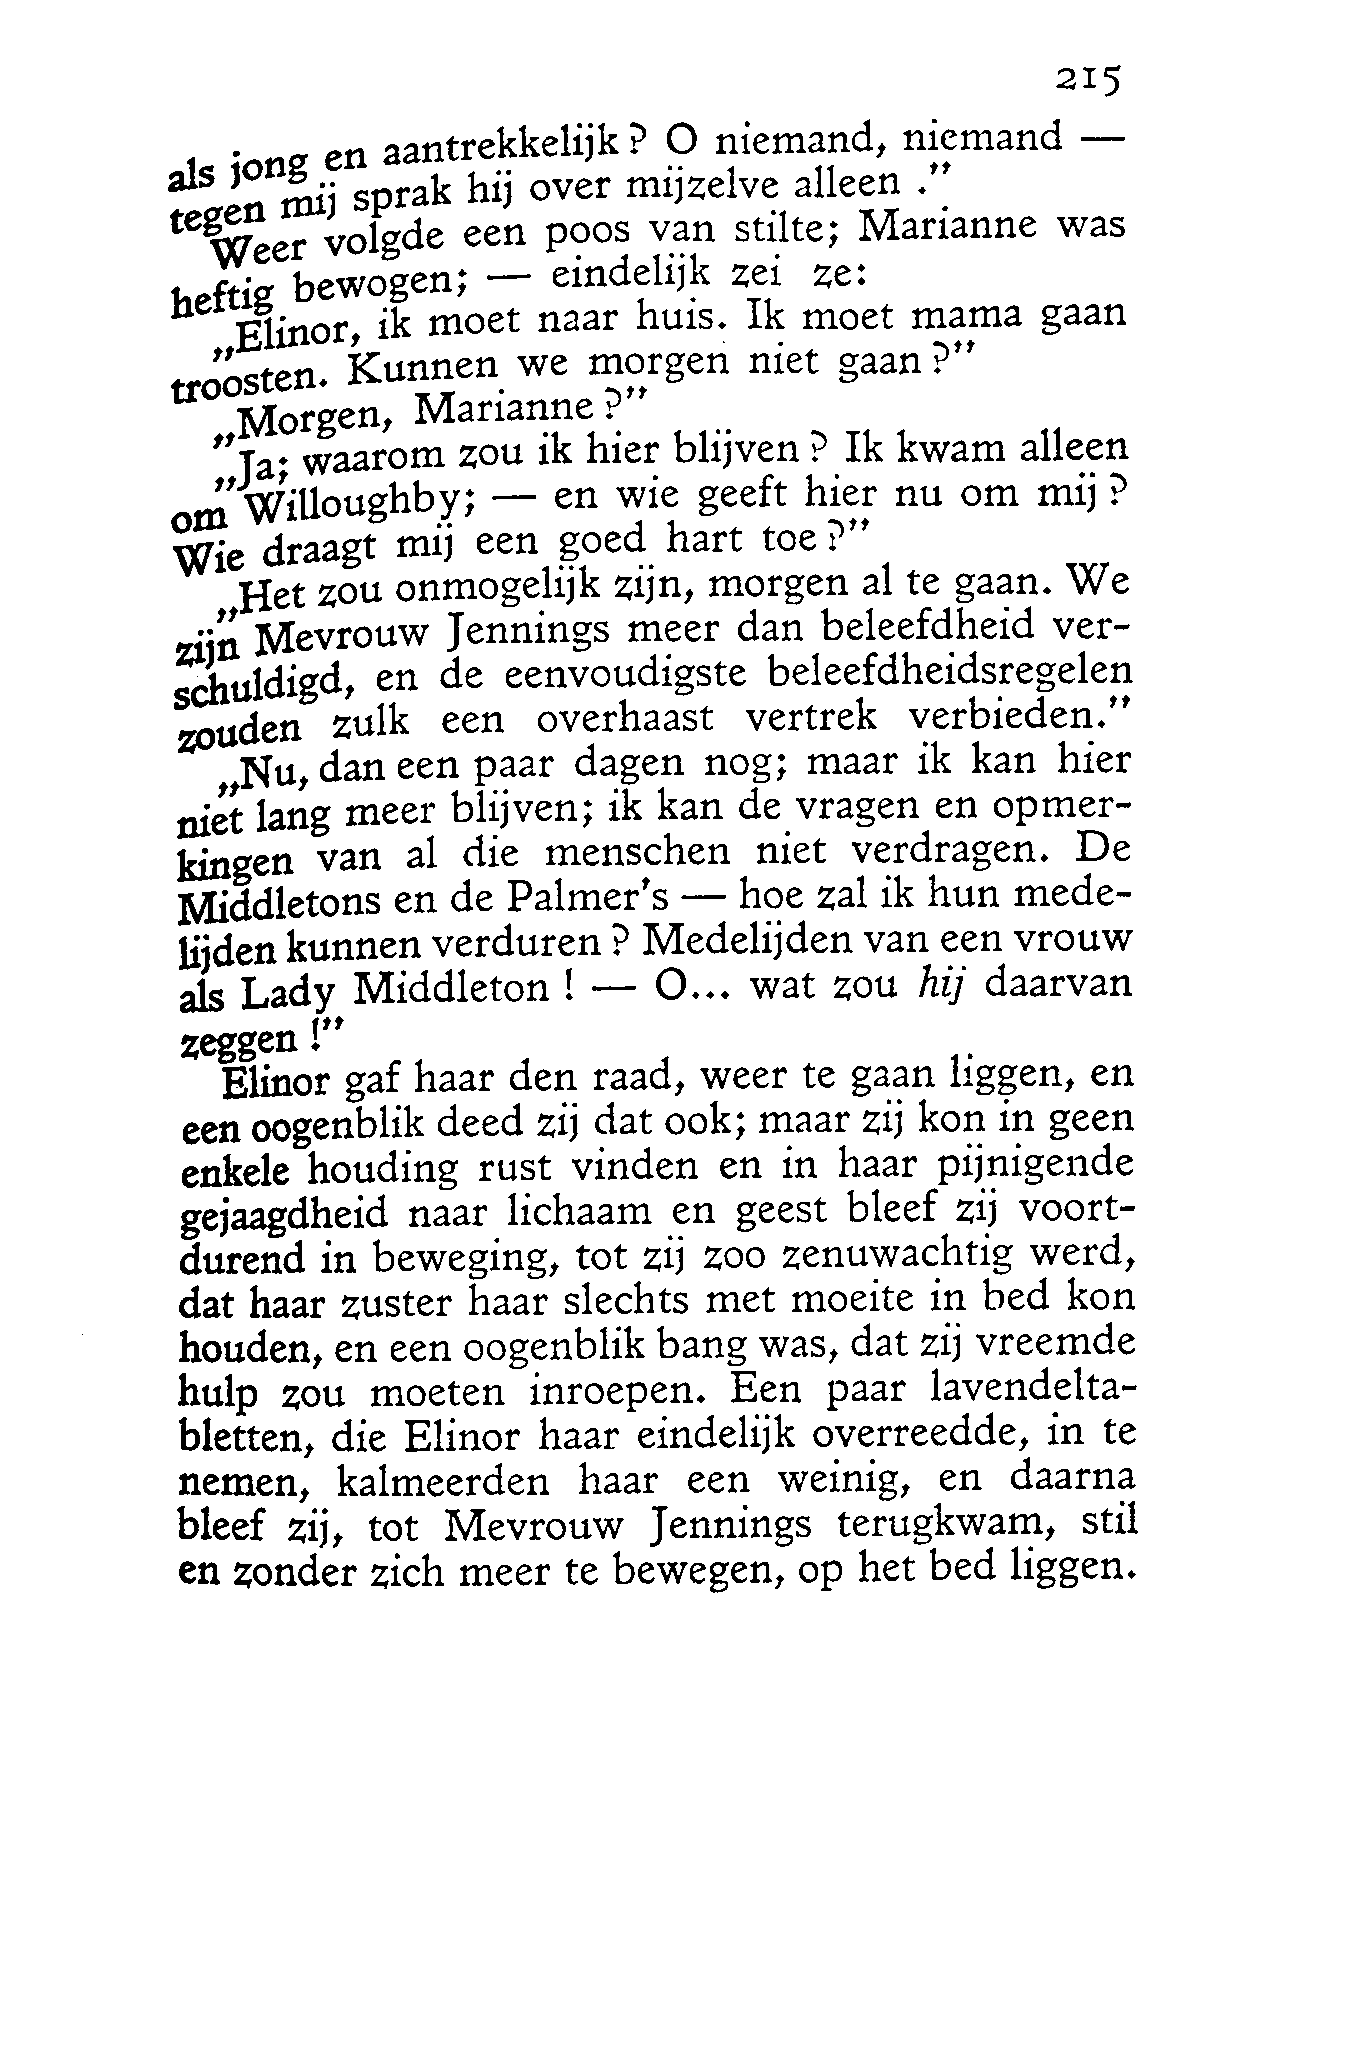 215
als jong en aantrekkelijk? O niemand, niemand —
tegen mij sprak hij over mijzelve alleen .”
Weer volgde een poos van stilte; Marianne was
heftig bewogen; — eindelijk zei ze:
„Elinor, ik moet naar huis. Ik moet mama gaan
troosten. Kunnen we morgen niet gaan?”
„Morgen, Marianne?”
„Ja; waarom zou ik hier blijven? Ik kwam alleen
om Willoughby; — en wie geeft hier nu om mij?
Wie draagt mij een goed hart toe?”
„Het zou onmogelijk zijn, morgen al te gaan. We
zijn Mevrouw Jennings meer dan beleefdheid ver-
schuldigd, en de eenvoudigste beleefdheidsregelen
zouden zulk een overhaast vertrek verbieden.”
„Nu, dan een paar dagen nog; maar ik kan hier
niet lang meer blijven; ik kan de vragen en opmer-
kingen van al die menschen niet verdragen. De
Middletons en de Palmer's — hoe zal ik hun mede-
lijden kunnen verduren? Medelijden van een vrouw
als Lady Middleton! — O... wat zou hij daarvan
zeggen!”
Elinor gaf haar den raad, weer te gaan liggen, en
een oogenblik deed zij dat ook; maar zij kon in geen
enkele houding rust vinden en in haar pijnigende
gejaagdheid naar lichaam en geest bleef zij voort-
durend in beweging, tot zij zoo zenuwachtig werd,
dat haar zuster haar slechts met moeite in bed kon
houden, en een oogenblik bang was, dat zij vreemde
hulp zou moeten inroepen. Een paar lavendelta-
bletten, die Elinor haar eindelijk overreedde, in te
nemen, kalmeerden haar een weinig, en daarna
bleef zij, tot Mevrouw Jennings terugkwam, stil
en zonder zich meer te bewegen, op het bed liggen.